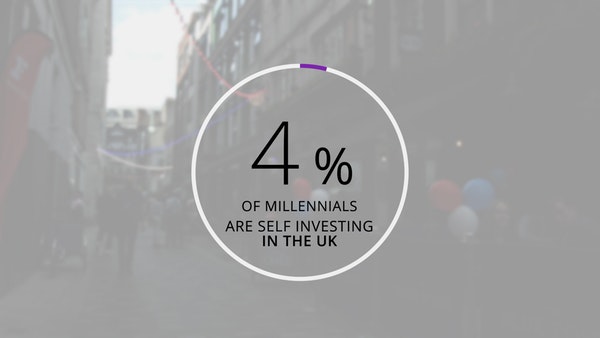 4 %
OF MILLENNIALS
ARE SELF INVESTING
IN THE UK